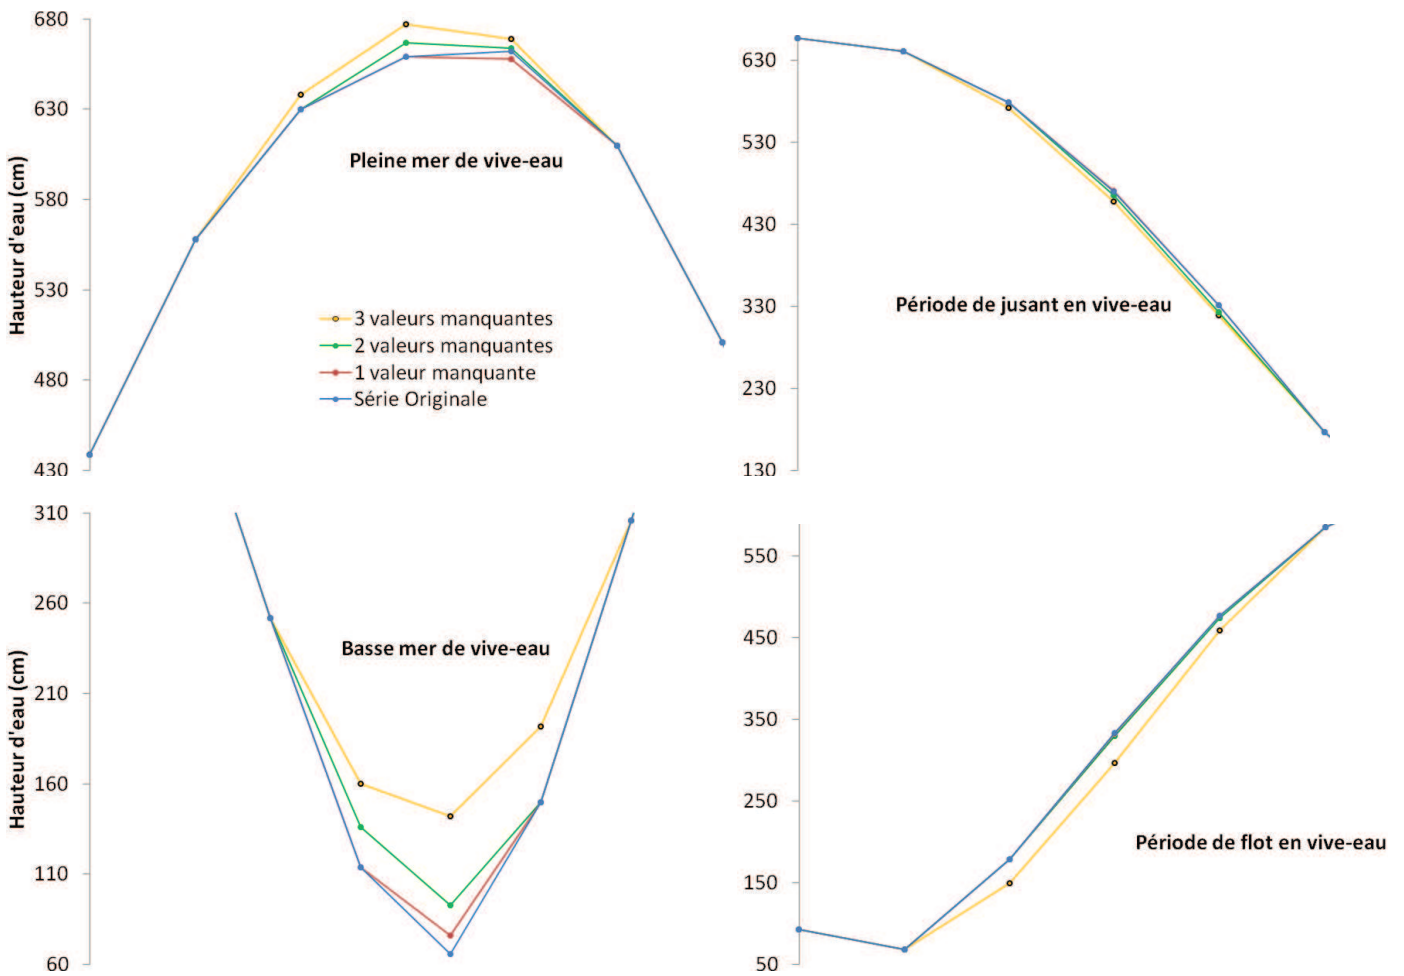 Hauteur d'eau (cm)
680
630
580
530
480
430
Pleine mer de vive-eau
3 valeurs manquantes
2 valeurs manquantes
1 valeur manquante
Série Originale
630
530
430
330
230
130
Période de jusant en vive-eau
Hauteur d'eau (cm)
310
260
210
160
110
60
Basse mer de vive-eau
550
450
350
250
150
50
Période de flot en vive-eau